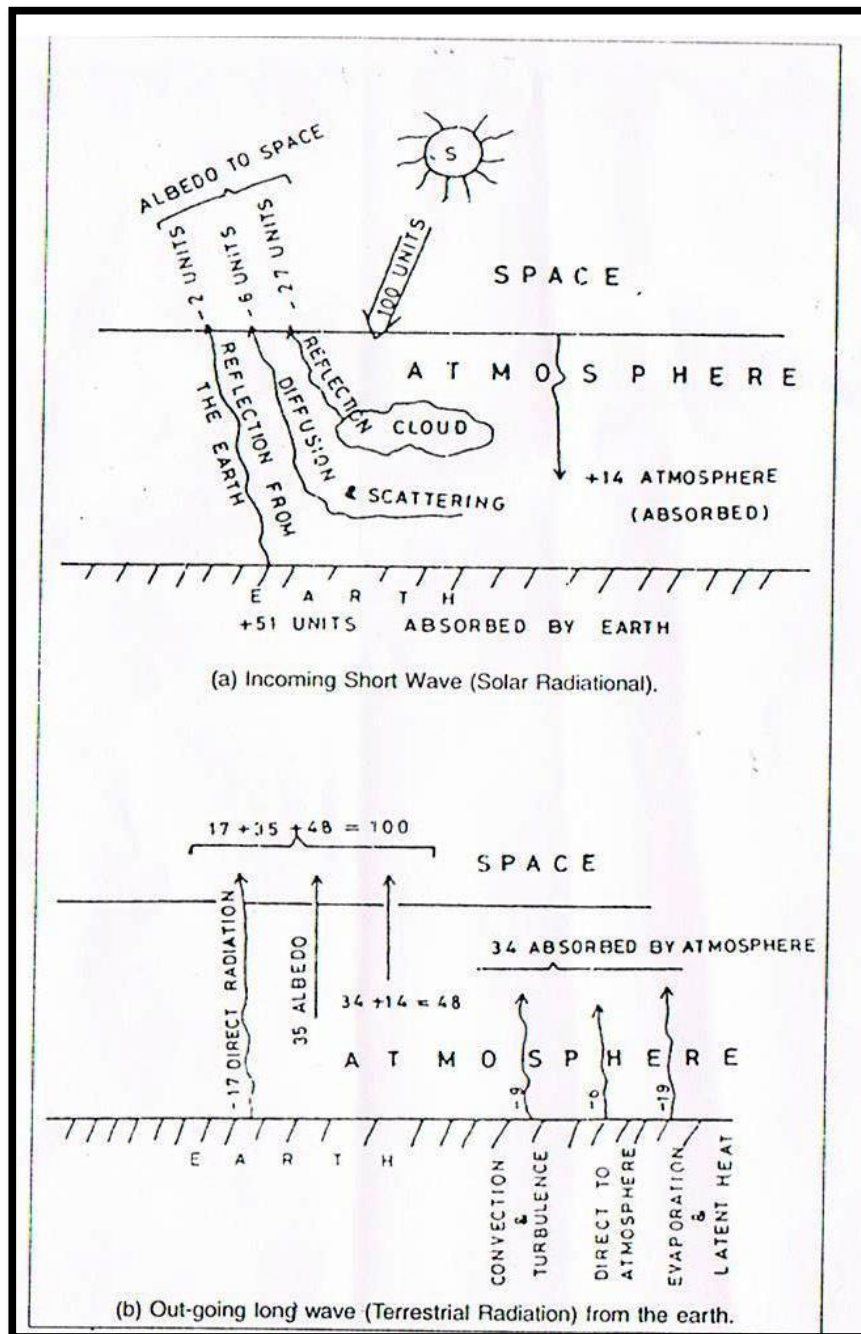 ALBEDO TO SPACE
- 2 UNITS
- 6 UNITS
- 27 UNITS
S
100 UNITS
SPACE
ATMOSPHERE
REFLECTION FROM
THE EARTH
DIFFUSION
& SCATTERING
REFLECTION
CLOUD
+14 ATMOSPHERE
(ABSORBED)
EARTH
+51 UNITS ABSORBED BY EARTH
(a) Incoming Short Wave (Solar Radiational).
17 + 35 + 48 = 100
SPACE
34 ABSORBED BY ATMOSPHERE
-17 DIRECT RADIATION
35 ALBEDO
34 +14 = 48
ATMOSPHERE
-9
-6
-19
EARTH
CONVECTION
&
TURBULENCE
DIRECT TO
ATMOSPHERE
EVAPORATION
&
LATENT HEAT
(b) Out-going long wave (Terrestrial Radiation) from the earth.